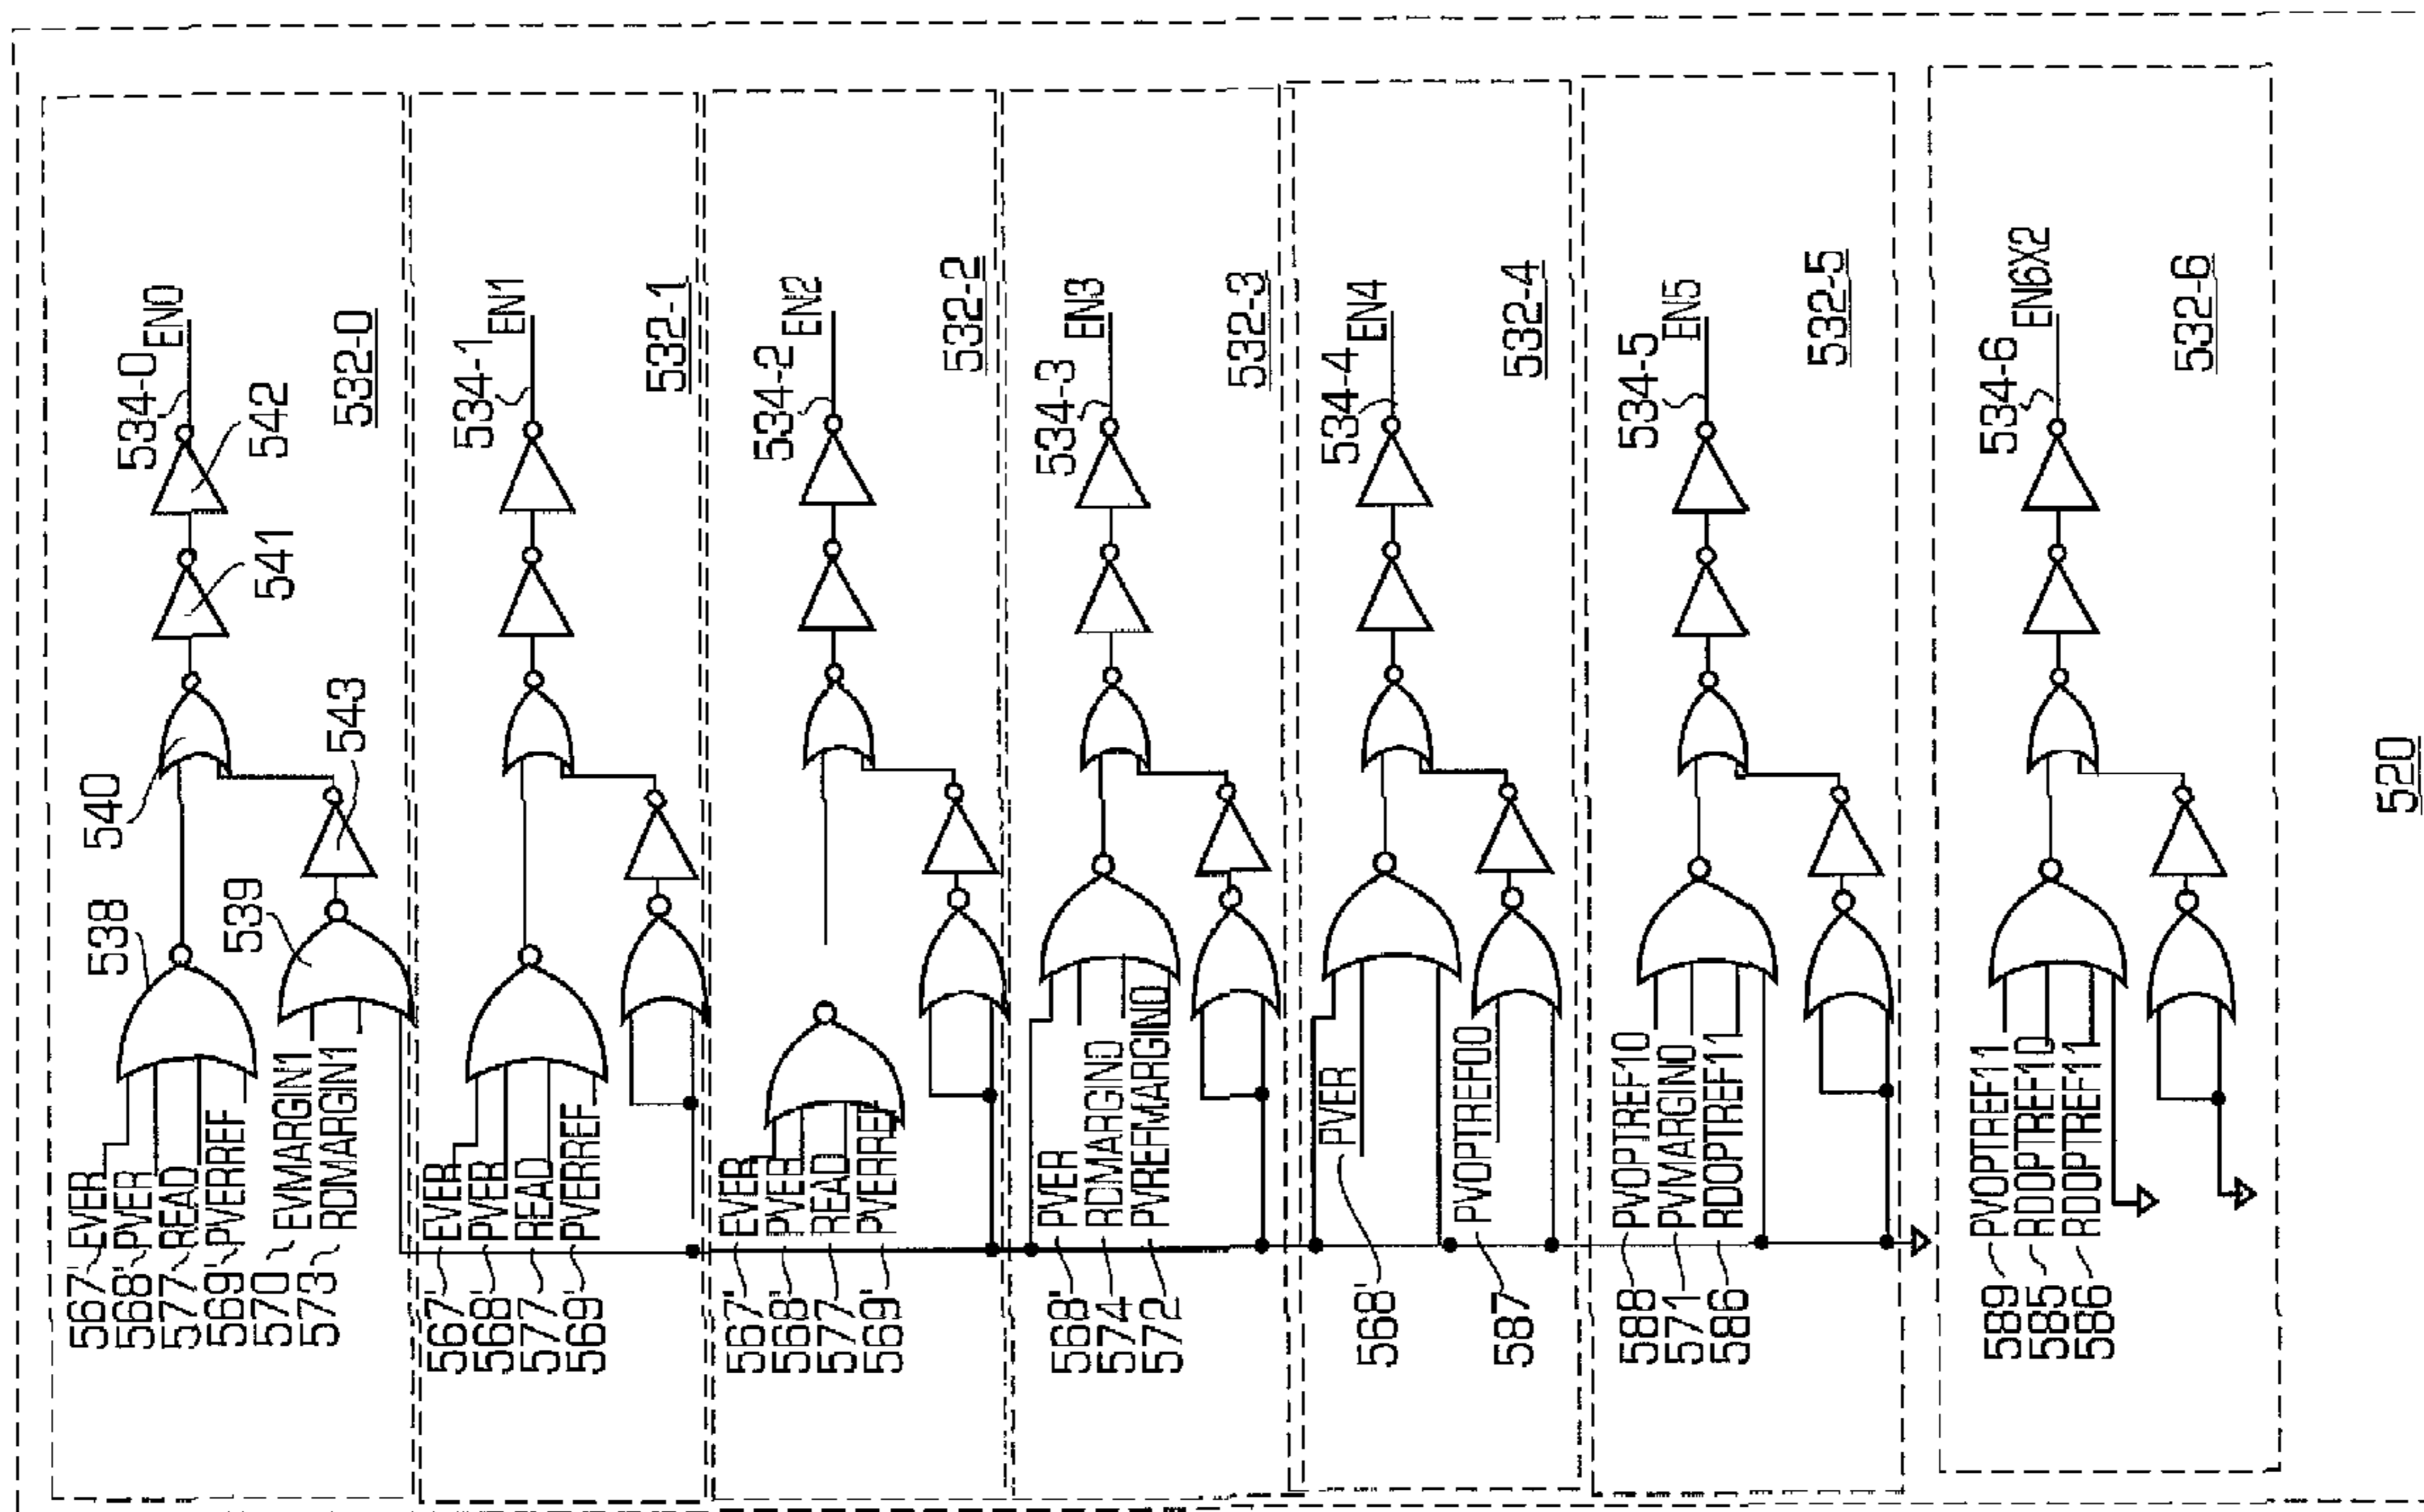 567' EVER
568' PVER
577 READ
569' PVERREF
570 EVMARGIN1
573 RDMARGIN1
538
539
540
543
541
542
534-0
EN0
532-0
567' EVER
568' PVER
577 READ
569' PVERREF
534-1
EN1
532-1
567' EVER
568' PVER
577 READ
569' PVERREF
534-2
EN2
532-2
568' PVER
574 RDMARGIN0
572 PVREFMARGIN0
534-3
EN3
532-3
568' PVER
587 PVOPTREF00
534-4
EN4
532-4
588 PVOPTREF10
571 PVMARGIN0
586 RDOPTREF11
534-5
EN5
532-5
589 PVOPTREF11
585 RDOPTREF10
586 RDOPTREF11
534-6
EN6X2
532-6
520